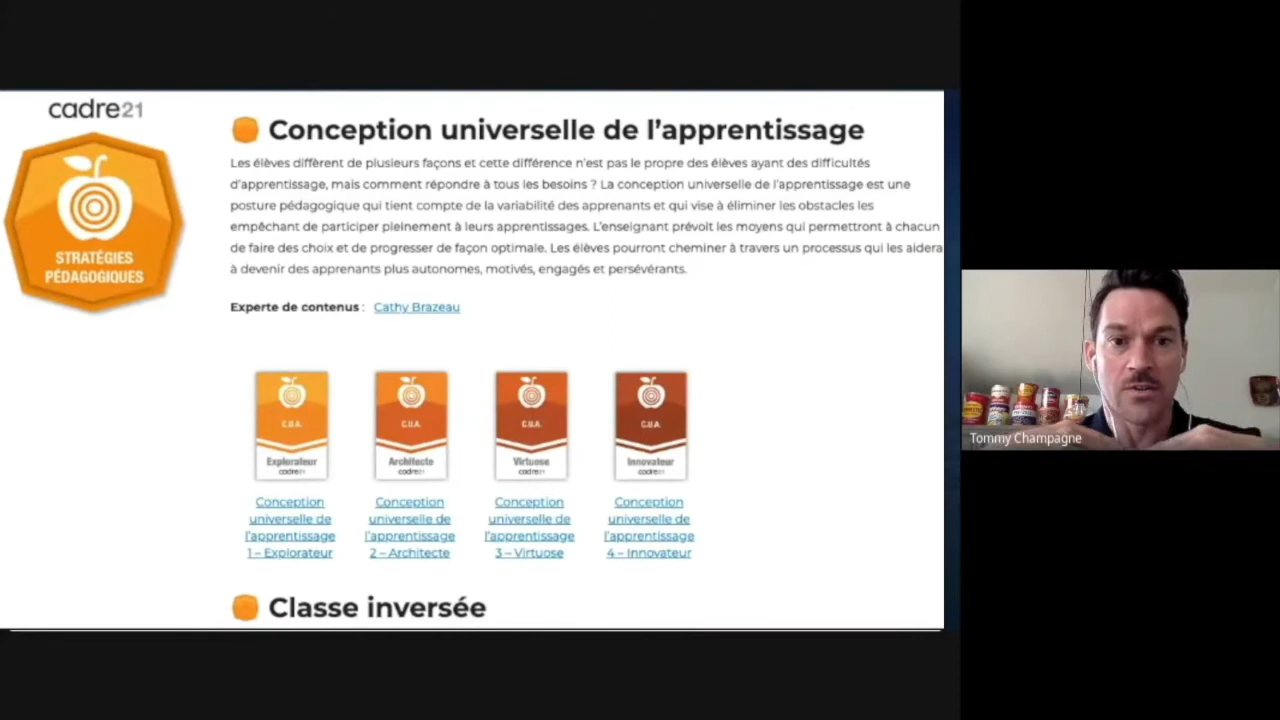 cadre21
STRATÉGIES
PÉDAGOGIQUES
Conception universelle de l'apprentissage
Les élèves diffèrent de plusieurs façons et cette différence n'est pas le propre des élèves ayant des difficultés
d'apprentissage, mais comment répondre à tous les besoins ? La conception universelle de l'apprentissage est une
posture pédagogique qui tient compte de la variabilité des apprenants et qui vise à éliminer les obstacles les
empêchant de participer pleinement à leurs apprentissages. L'enseignant prévoit les moyens qui permettront à chacun
de faire des choix et de progresser de façon optimale. Les élèves pourront cheminer à travers un processus qui les aidera
à devenir des apprenants plus autonomes, motivés, engagés et persévérants.
Experte de contenus : Cathy Brazeau
C.U.A.
Explorateur
cadre21
C.U.A.
Architecte
cadre21
C.U.A.
Virtuose
cadre21
C.U.A.
Innovateur
cadre21
Conception
universelle de
l'apprentissage
1 – Explorateur
Conception
universelle de
l'apprentissage
2 – Architecte
Conception
universelle de
l'apprentissage
3 – Virtuose
Conception
universelle de
l'apprentissage
4 – Innovateur
Classe inversée
Tommy Champagne